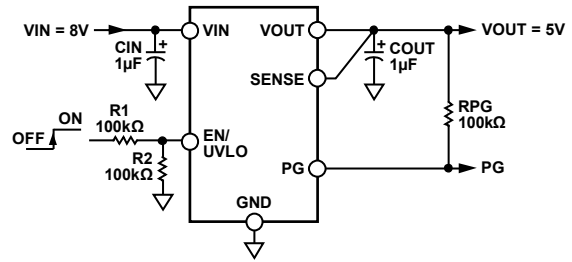 VIN = 8V
VIN
VOUT
VOUT = 5V
CIN
1µF
+
COUT
1µF
+
SENSE
ON
OFF
R1
100kΩ
EN/
UVLO
RPG
100kΩ
R2
100kΩ
PG
PG
GND